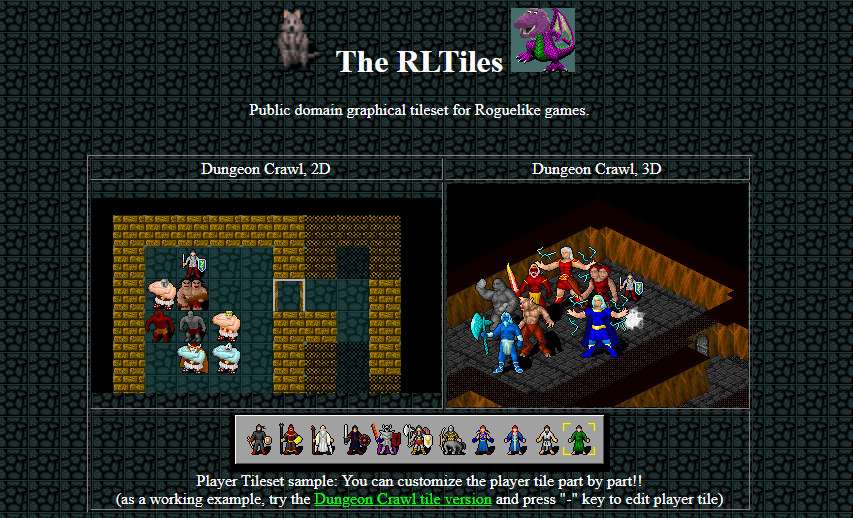 The RLTiles
Public domain graphical tileset for Roguelike games.
Dungeon Crawl, 2D
Dungeon Crawl, 3D
Player Tileset sample: You can customize the player tile part by part!!
(as a working example, try the Dungeon Crawl tile version and press "-" key to edit player tile)